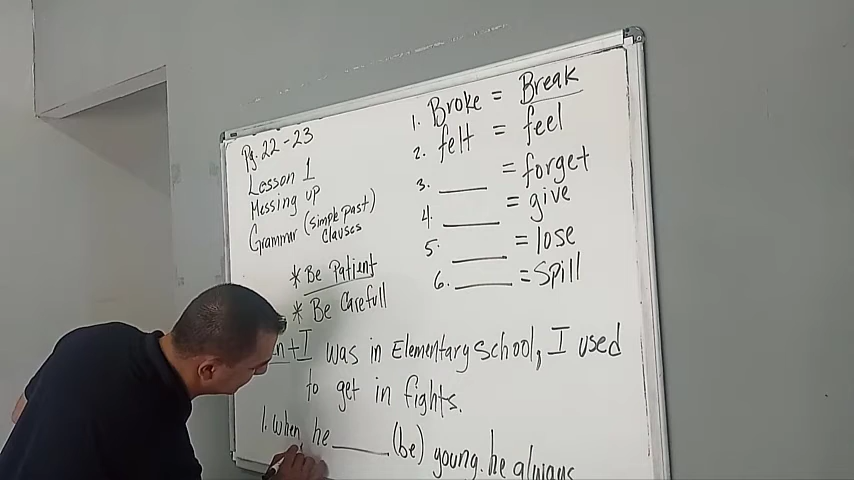 Pg. 22-23
Lesson 1
Messing up
Grammar (simple past)
clauses
* Be Patient
* Be Carefull
1. Broke = Break
2. felt = feel
3. ____ = forget
4. ____ = give
5. ____ = lose
6. ____ = Spill
+ I was in Elementary School, I used
to get in fights.
1. when he ____ (be) young. he always